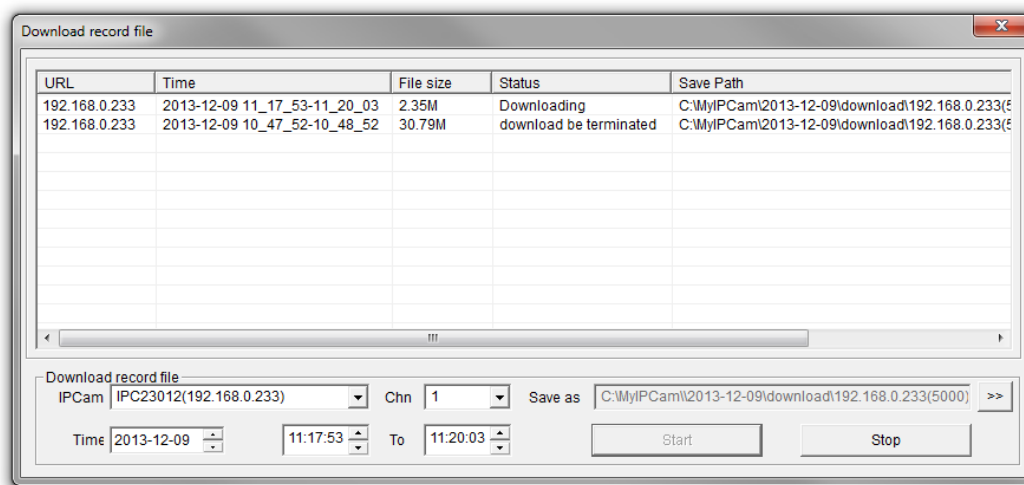 Download record file
URL Time File size Status Save Path
192.168.0.233 2013-12-09 11_17_53-11_20_03 2.35M Downloading C:\MyIPCam\2013-12-09\download\192.168.0.233(5
192.168.0.233 2013-12-09 10_47_52-10_48_52 30.79M download be terminated C:\MyIPCam\2013-12-09\download\192.168.0.233(5
Download record file
IPCam IPC23012(192.168.0.233) Chn 1 Save as C:\MyIPCam\\2013-12-09\download\192.168.0.233(5000) >>
Time 2013-12-09 11:17:53 To 11:20:03 Start Stop